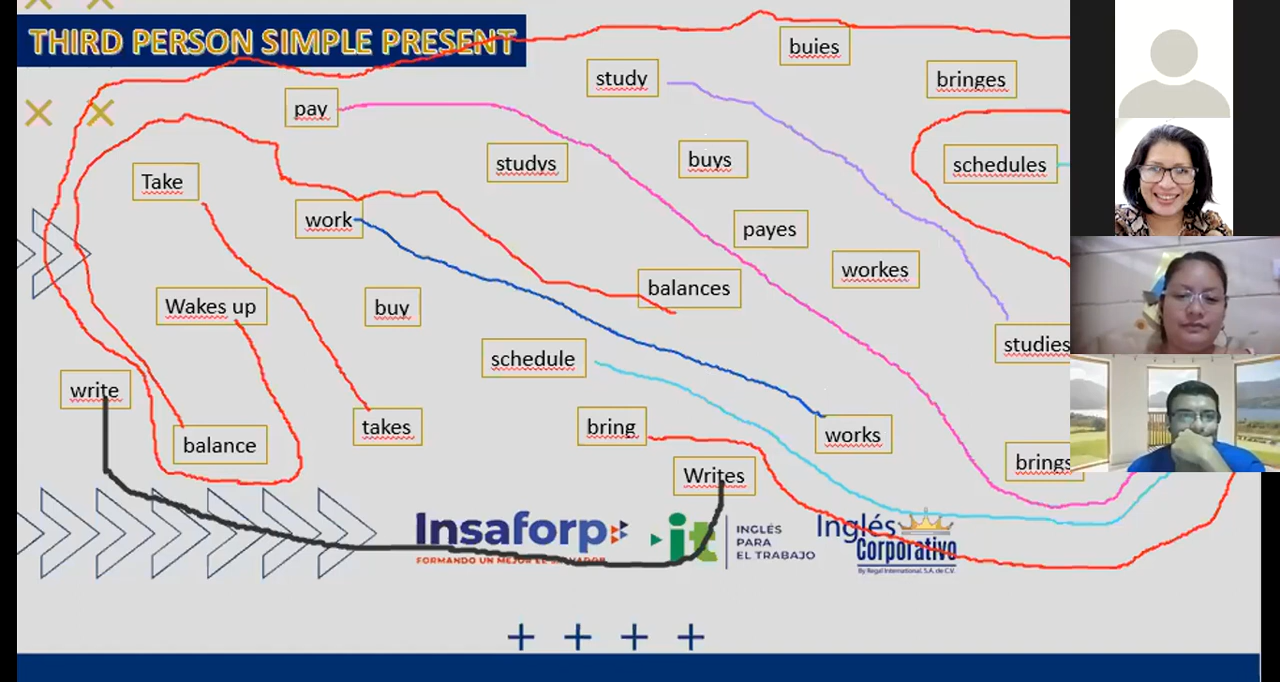 THIRD PERSON SIMPLE PRESENT
buies
study
bringes
pay
studys
buys
schedules
Take
work
payes
workes
balances
Wakes up
buy
schedule
studies
write
balance
takes
bring
works
brings
Writes
Insaforp
FORMANDO UN MEJOR EL SALVADOR
it
INGLÉS
PARA
EL TRABAJO
Inglés
Corporativo
By Regal International, S.A. de C.V.